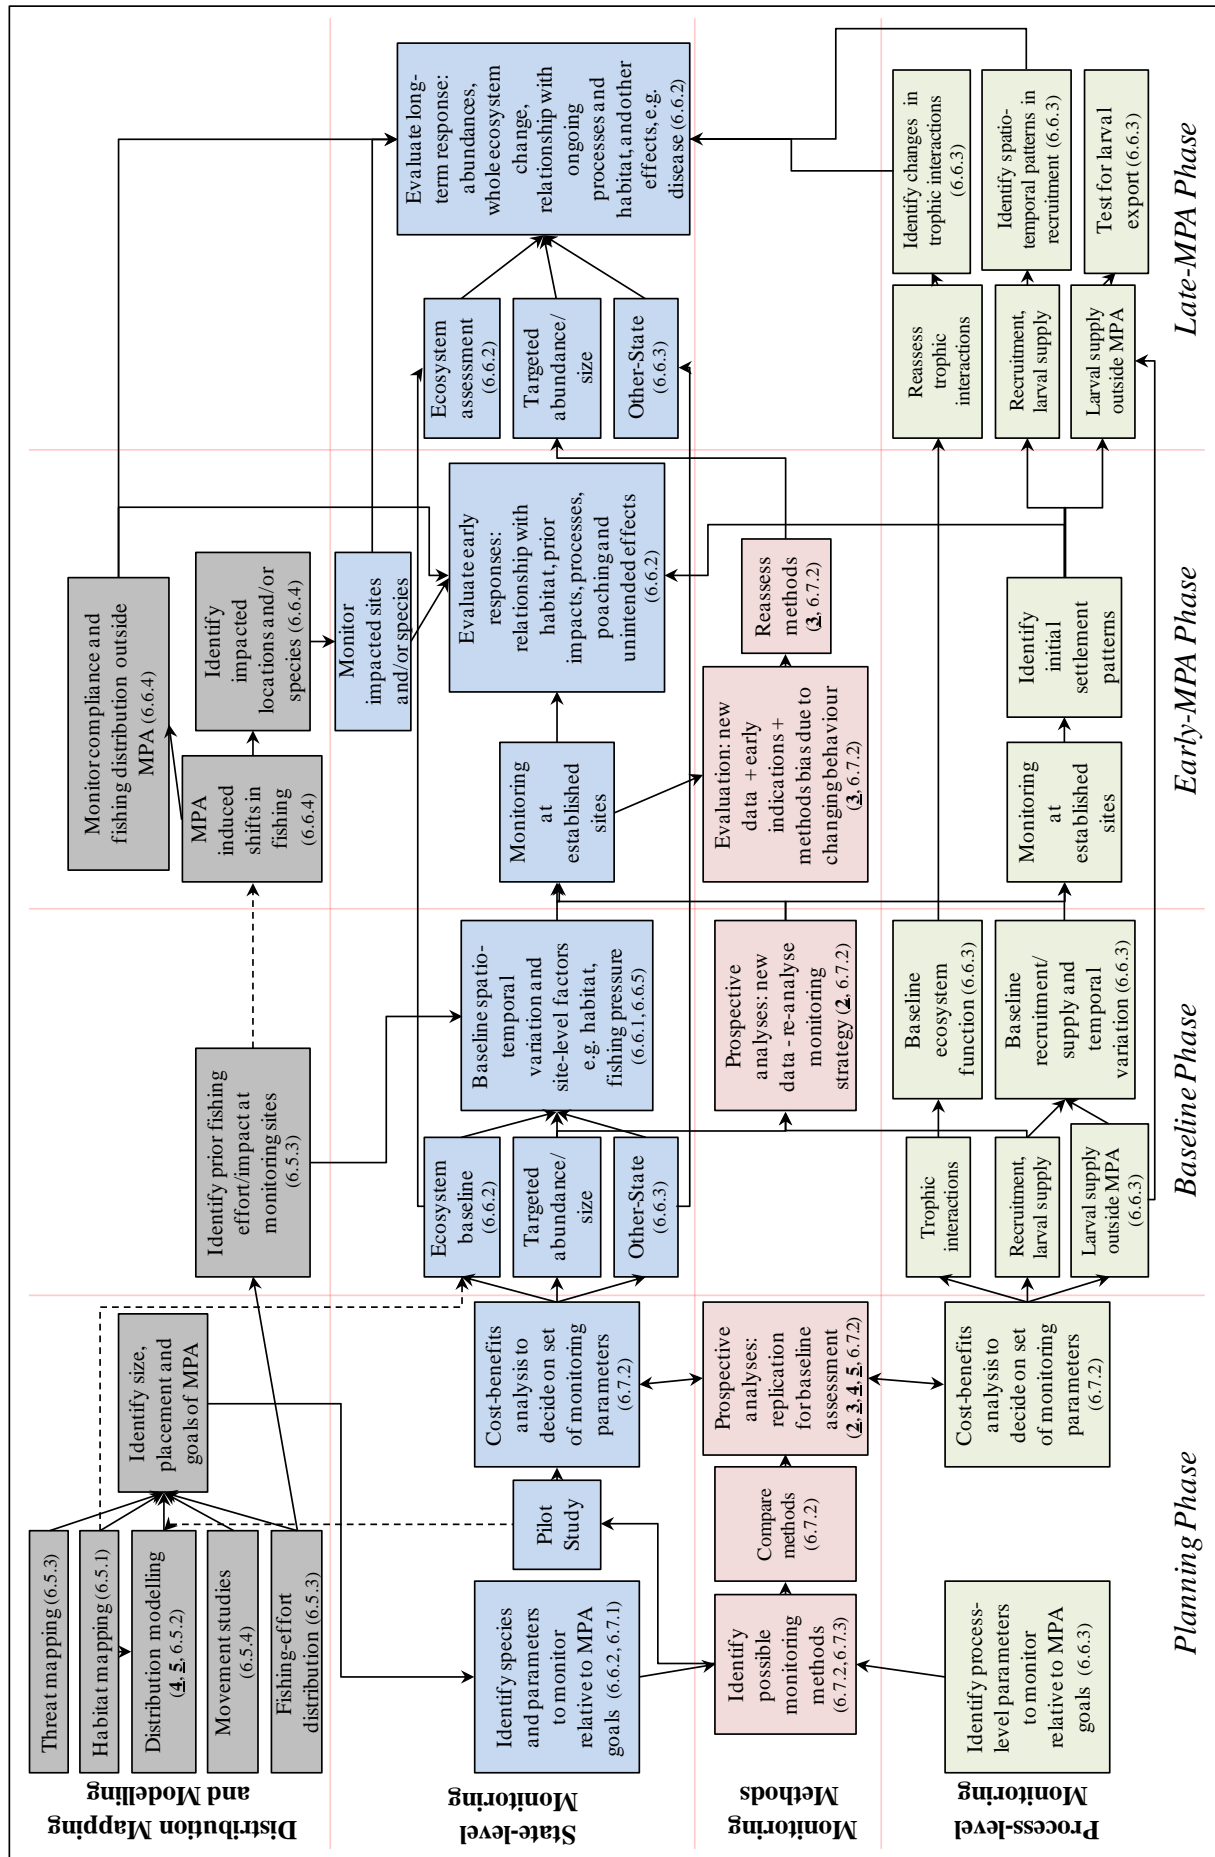 Distribution Mapping
and Modelling
Threat mapping (6.5.3)
Habitat mapping (6.5.1)
Distribution modelling
(4, 5, 6.5.2)
Movement studies
(6.5.4)
Fishing-effort
distribution (6.5.3)
Identify size,
placement and
goals of MPA
Identify prior fishing
effort/impact at
monitoring sites
(6.5.3)
Monitor compliance and
fishing distribution outside
MPA (6.6.4)
MPA
induced
shifts in
fishing
(6.6.4)
Identify
impacted
locations and/or
species (6.6.4)
State-level
Monitoring
Identify species
and parameters
to monitor
relative to MPA
goals (6.6.2, 6.7.1)
Pilot
Study
Cost-benefits
analysis to
decide on set
of monitoring
parameters
(6.7.2)
Ecosystem
baseline
(6.6.2)
Targeted
abundance/
size
Other-State
(6.6.3)
Baseline spatio-
temporal
variation and
site-level factors
e.g. habitat,
fishing pressure
(6.6.1, 6.6.5)
Monitoring
at
established
sites
Monitor
impacted sites
and/or species
Evaluate early
responses:
relationship with
habitat, prior
impacts, processes,
poaching and
unintended effects
(6.6.2)
Ecosystem
assessment
(6.6.2)
Targeted
abundance/
size
Other-State
(6.6.3)
Evaluate long-
term response:
abundances,
whole ecosystem
change,
relationship with
ongoing
processes and
habitat, and other
effects, e.g.
disease (6.6.2)
Monitoring
Methods
Identify
possible
monitoring
methods
(6.7.2, 6.7.3)
Compare
methods
(6.7.2)
Prospective
analyses:
replication
for baseline
assessment
(2, 3, 4, 5, 6.7.2)
Prospective
analyses: new
data - re-analyse
monitoring
strategy (2, 6.7.2)
Evaluation: new
data + early
indications +
methods bias due to
changing behaviour
(3, 6.7.2)
Reassess
methods
(3, 6.7.2)
Process-level
Monitoring
Identify process-
level parameters
to monitor
relative to MPA
goals (6.6.3)
Cost-benefits
analysis to
decide on set
of monitoring
parameters
(6.7.2)
Trophic
interactions
Recruitment,
larval supply
Larval supply
outside MPA
(6.6.3)
Baseline
ecosystem
function (6.6.3)
Baseline
recruitment/
supply and
temporal
variation (6.6.3)
Monitoring
at
established
sites
Identify
initial
settlement
patterns
Reassess
trophic
interactions
Recruitment,
larval supply
Larval supply
outside MPA
Identify changes in
trophic interactions
(6.6.3)
Identify spatio-
temporal patterns in
recruitment (6.6.3)
Test for larval
export (6.6.3)
Planning Phase
Baseline Phase
Early-MPA Phase
Late-MPA Phase